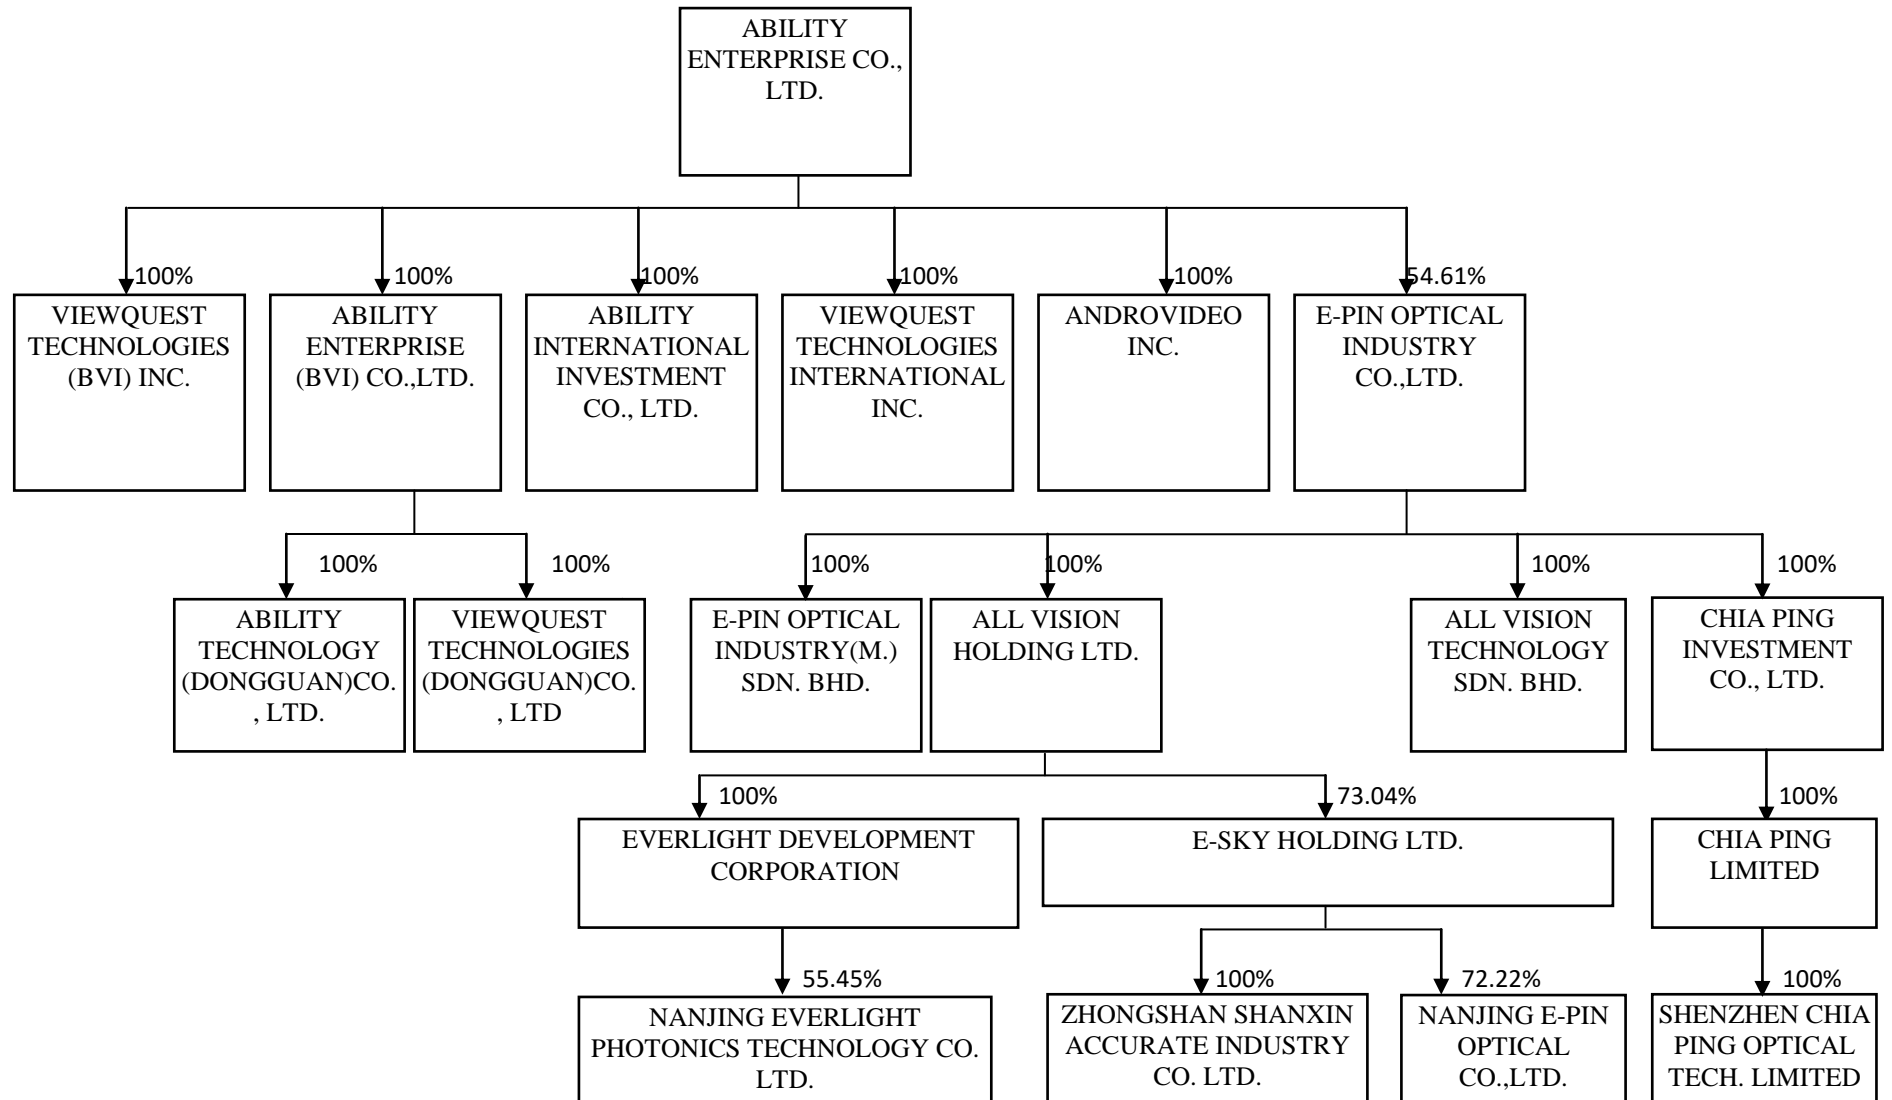 ABILITY
ENTERPRISE CO.,
LTD.
100%
100%
100%
100%
100%
54.61%
VIEWQUEST
TECHNOLOGIES
(BVI) INC.
ABILITY
ENTERPRISE
(BVI) CO.,LTD.
ABILITY
INTERNATIONAL
INVESTMENT
CO., LTD.
VIEWQUEST
TECHNOLOGIES
INTERNATIONAL
INC.
ANDROVIDEO
INC.
E-PIN OPTICAL
INDUSTRY
CO.,LTD.
100%
100%
100%
100%
100%
100%
ABILITY
TECHNOLOGY
(DONGGUAN)CO.
, LTD.
VIEWQUEST
TECHNOLOGIES
(DONGGUAN)CO.
, LTD
E-PIN OPTICAL
INDUSTRY(M.)
SDN. BHD.
ALL VISION
HOLDING LTD.
ALL VISION
TECHNOLOGY
SDN. BHD.
CHIA PING
INVESTMENT
CO., LTD.
100%
73.04%
100%
EVERLIGHT DEVELOPMENT
CORPORATION
E-SKY HOLDING LTD.
CHIA PING
LIMITED
55.45%
100%
72.22%
100%
NANJING EVERLIGHT
PHOTONICS TECHNOLOGY CO.
LTD.
ZHONGSHAN SHANXIN
ACCURATE INDUSTRY
CO. LTD.
NANJING E-PIN
OPTICAL
CO.,LTD.
SHENZHEN CHIA
PING OPTICAL
TECH. LIMITED